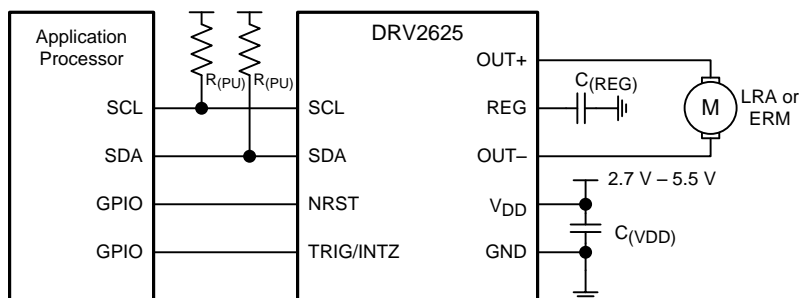 Application
Processor
SCL
SDA
GPIO
GPIO
R(PU)
R(PU)
DRV2625
SCL
SDA
NRST
TRIG/INTZ
OUT+
REG
OUT–
VDD
GND
C(REG)
M
LRA or
ERM
2.7 V – 5.5 V
C(VDD)